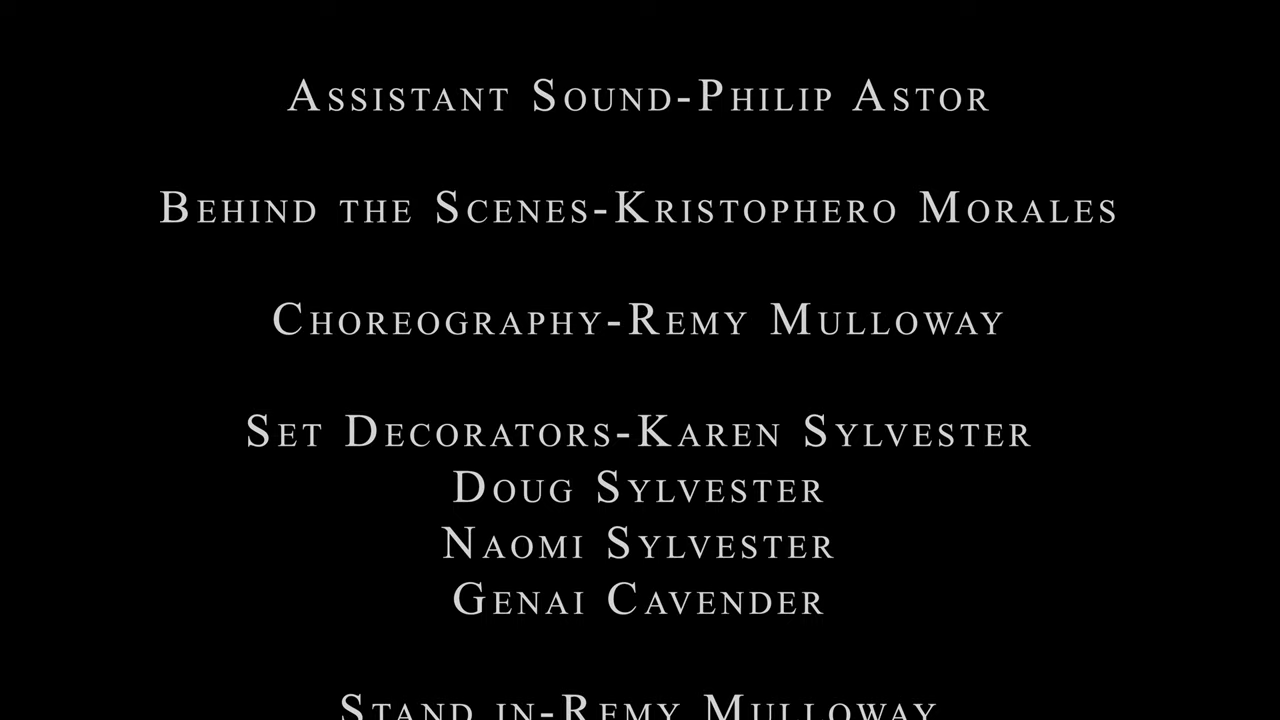 Assistant Sound-Philip Astor
Behind the Scenes-Kristophero Morales
Choreography-Remy Mulloway
Set Decorators-Karen Sylvester
Doug Sylvester
Naomi Sylvester
Genai Cavender
Stand in-Remy Mulloway